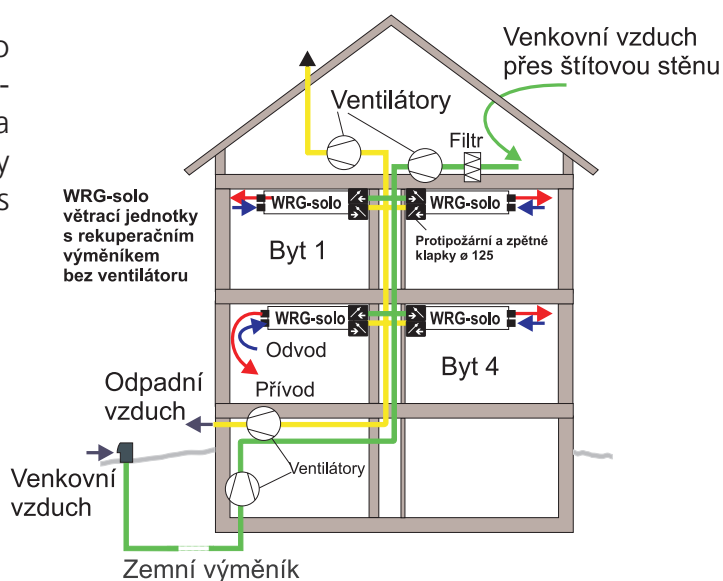 o
-
a
y
s
Venkovní vzduch
přes štítovou stěnu
Ventilátory
Filtr
WRG-solo
větrací jednotky
s rekuperačním
výměníkem
bez ventilátoru
WRG-solo
WRG-solo
Byt 1
Protipožární a zpětné
klapky ø 125
WRG-solo
WRG-solo
Odvod
Přívod
Byt 4
Odpadní
vzduch
Venkovní
vzduch
Ventilátory
Zemní výměník